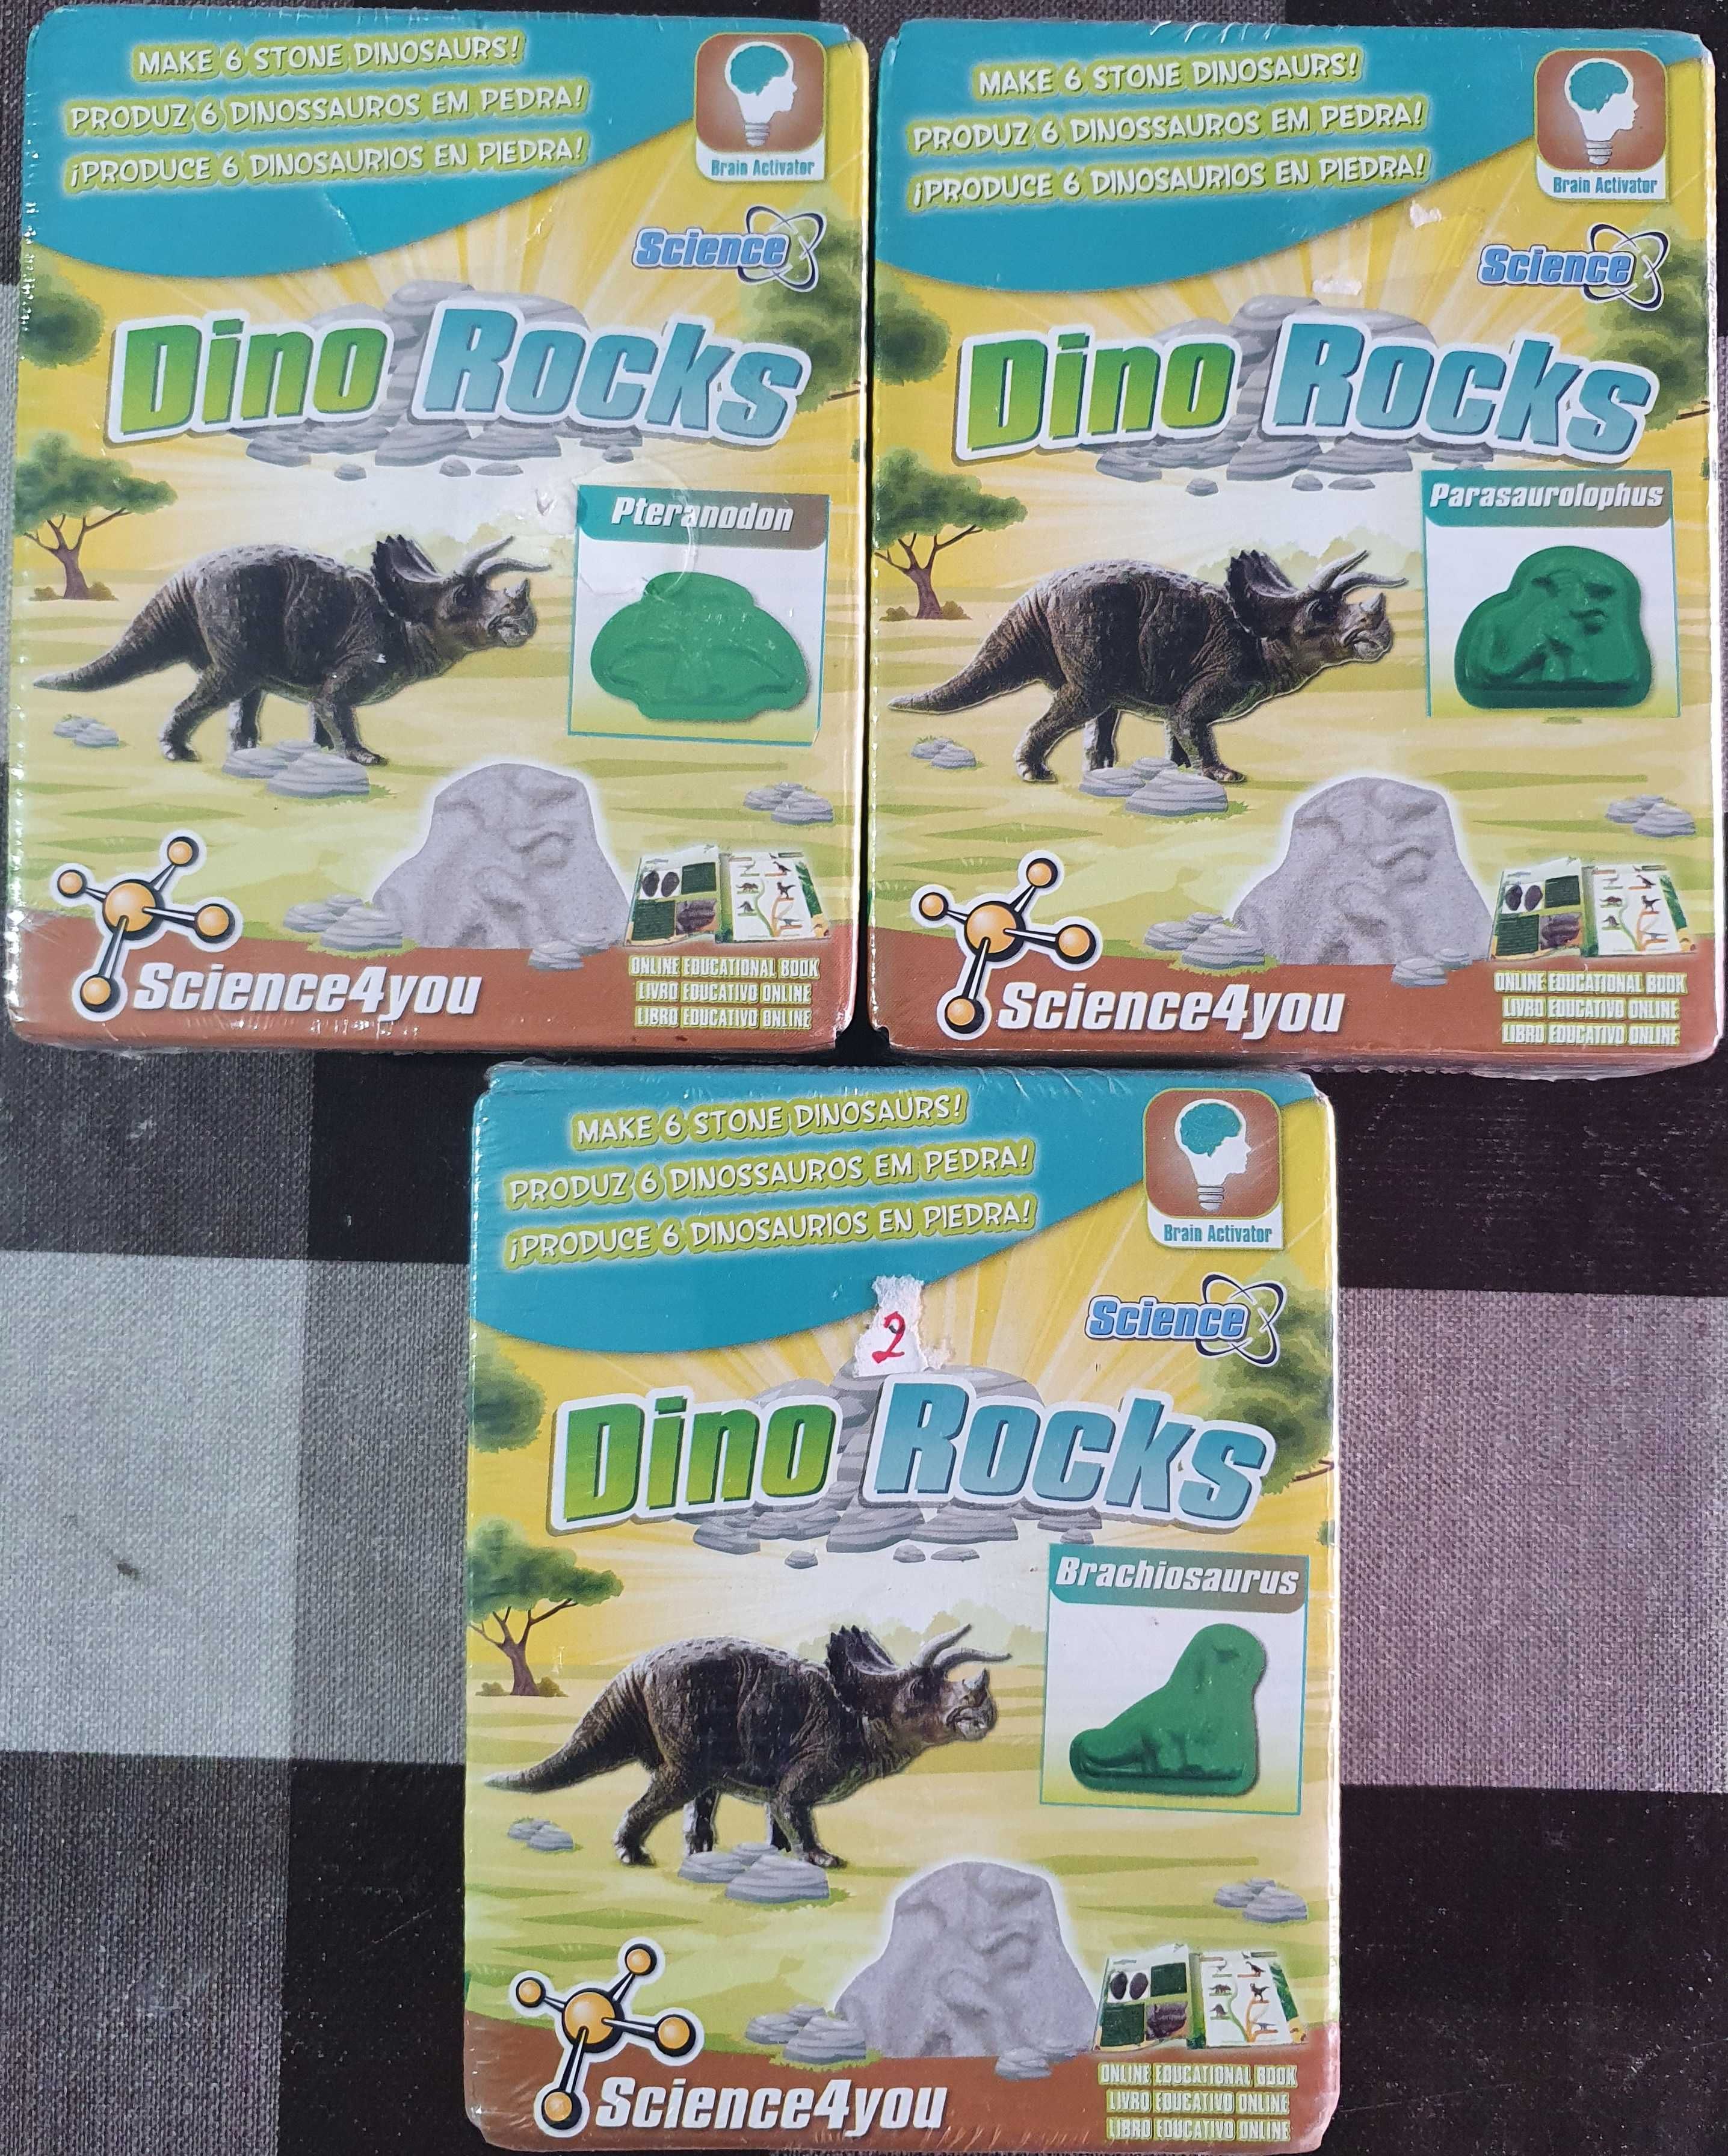 MAKE 6 STONE DINOSAURS!
PRODUZ 6 DINOSSAUROS EM PEDRA!
¡PRODUCE 6 DINOSAURIOS EN PIEDRA!
Brain Activator
Science
Dino Rocks
Pteranodon
Science4you
ONLINE EDUCATIONAL BOOK
LIVRO EDUCATIVO ONLINE
LIBRO EDUCATIVO ONLINE
MAKE 6 STONE DINOSAURS!
PRODUZ 6 DINOSSAUROS EM PEDRA!
¡PRODUCE 6 DINOSAURIOS EN PIEDRA!
Brain Activator
Science
Dino Rocks
Parasaurolophus
Science4you
ONLINE EDUCATIONAL BOOK
LIVRO EDUCATIVO ONLINE
LIBRO EDUCATIVO ONLINE
MAKE 6 STONE DINOSAURS!
PRODUZ 6 DINOSSAUROS EM PEDRA!
¡PRODUCE 6 DINOSAURIOS EN PIEDRA!
Brain Activator
Science
2
Dino Rocks
Brachiosaurus
Science4you
ONLINE EDUCATIONAL BOOK
LIVRO EDUCATIVO ONLINE
LIBRO EDUCATIVO ONLINE